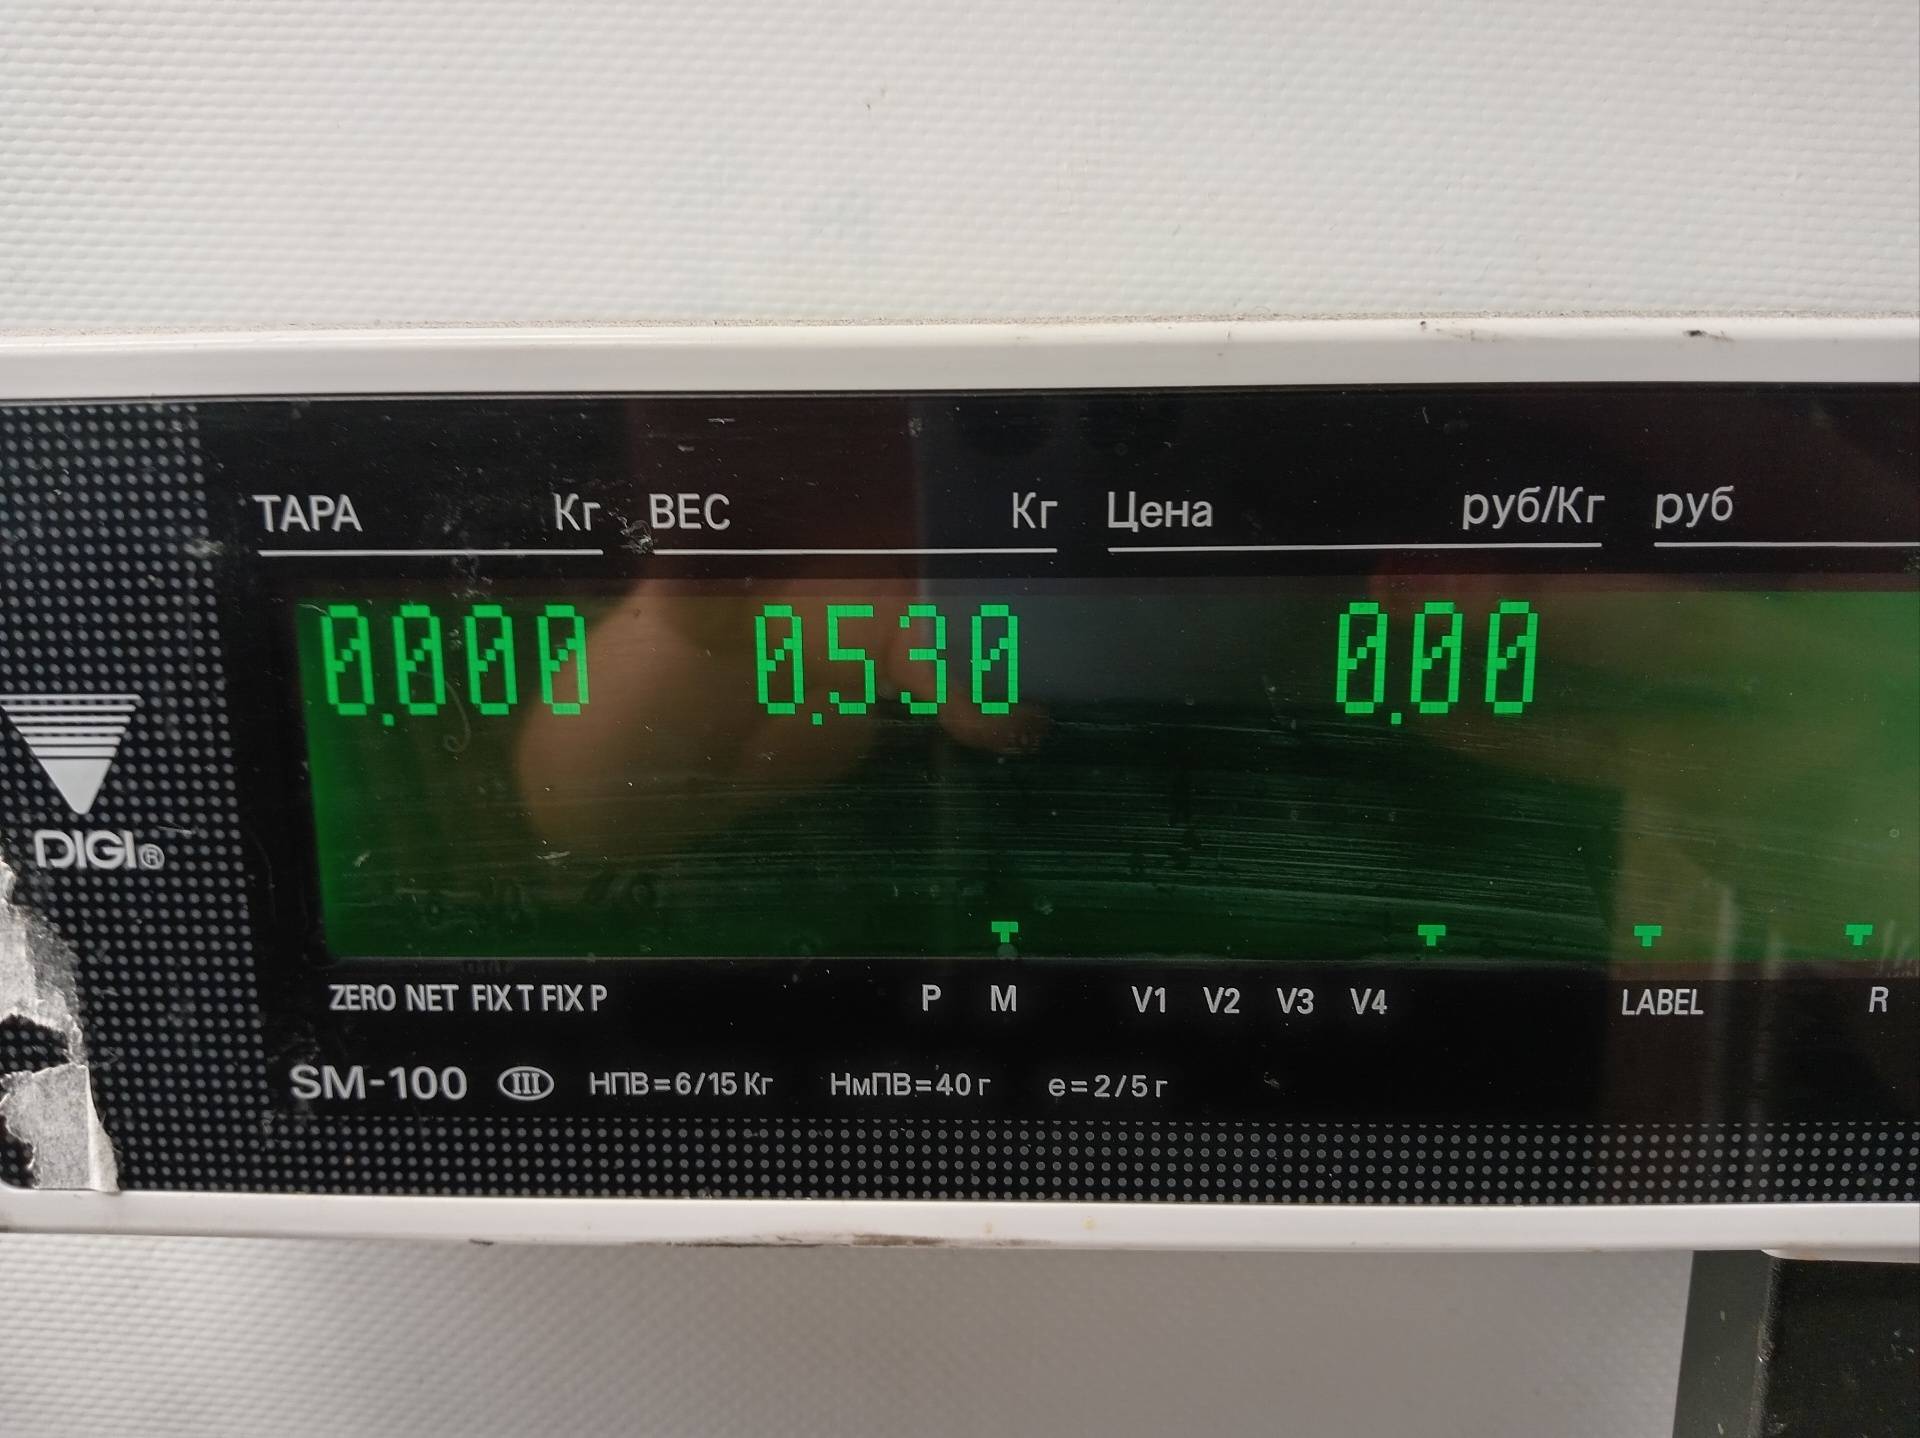 ТАРА Кг ВЕС Кг Цена руб/Кг руб
0.000 0.530 0.00
DIGI®
ZERO NET FIX T FIX P P M V1 V2 V3 V4 LABEL R
SM-100 III НПВ=6/15 Кг НмПВ=40 г e=2/5 г